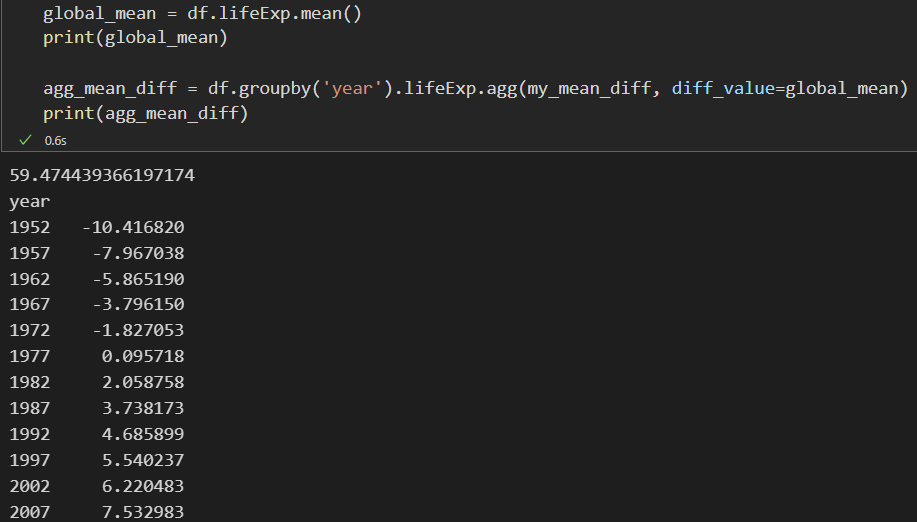 global_mean = df.lifeExp.mean()
print(global_mean)
agg_mean_diff = df.groupby('year').lifeExp.agg(my_mean_diff, diff_value=global_mean)
print(agg_mean_diff)
0.6s
59.474439366197174
year
1952   -10.416820
1957    -7.967038
1962    -5.865190
1967    -3.796150
1972    -1.827053
1977     0.095718
1982     2.058758
1987     3.738173
1992     4.685899
1997     5.540237
2002     6.220483
2007     7.532983